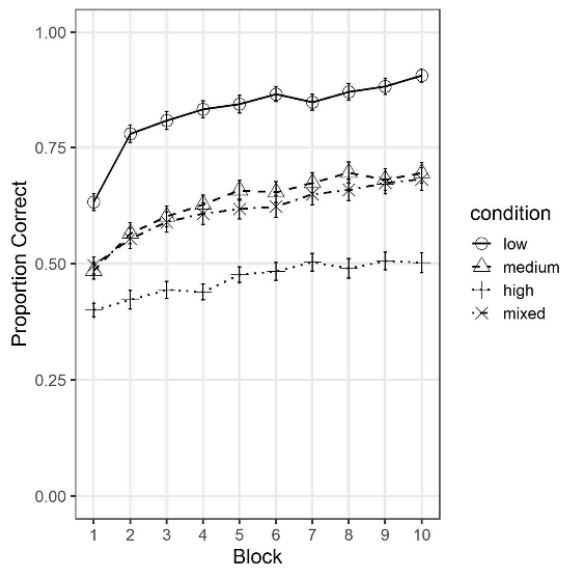 1.00
0.75
0.50
0.25
0.00
Proportion Correct
1 2 3 4 5 6 7 8 9 10
Block
condition
low
medium
high
mixed